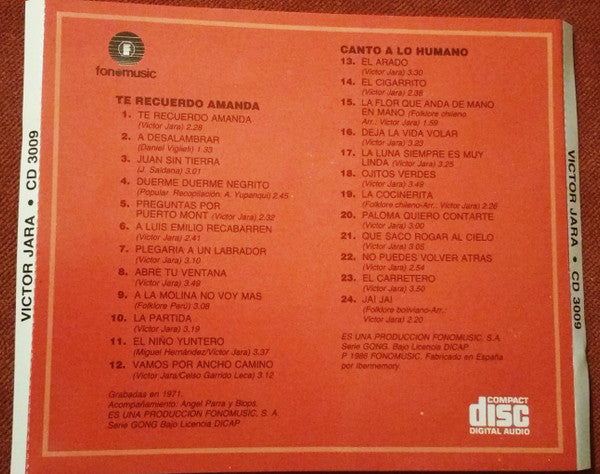 VICTOR JARA • CD 3009
F
fonomusic
TE RECUERDO AMANDA
1. TE RECUERDO AMANDA
(Victor Jara) 2.28
2. A DESALAMBRAR
(Daniel Viglieti) 1.33
3. JUAN SIN TIERRA
(J. Saldana) 3.01
4. DUERME DUERME NEGRITO
(Popular. Recopilación: A. Yupanqui) 2.45
5. PREGUNTAS POR
PUERTO MONT (Victor Jara) 2.32
6. A LUIS EMILIO RECABARREN
(Victor Jara) 2.41
7. PLEGARIA A UN LABRADOR
(Victor Jara) 3.10
8. ABRE TU VENTANA
(Victor Jara) 3.49
9. A LA MOLINA NO VOY MAS
(Folklore Perú) 3.08
10. LA PARTIDA
(Victor Jara) 3.19
11. EL NIÑO YUNTERO
(Miguel Hernández/Victor Jara) 3.37
12. VAMOS POR ANCHO CAMINO
(Victor Jara/Celso Garrido Leca) 3.12
Grabadas en 1971.
Acompañamiento: Angel Parra y Blops.
ES UNA PRODUCCION FONOMUSIC, S. A.
Serie GONG Bajo Licencia DICAP
CANTO A LO HUMANO
13. EL ARADO
(Victor Jara) 3.30
14. EL CIGARRITO
(Victor Jara) 2.38
15. LA FLOR QUE ANDA DE MANO
EN MANO (Folklore chileno
Arr.: Victor Jara) 1.59
16. DEJA LA VIDA VOLAR
(Victor Jara) 3.23
17. LA LUNA SIEMPRE ES MUY
LINDA (Victor Jara) 3.25
18. OJITOS VERDES
(Victor Jara) 3.49
19. LA COCINERITA
(Folklore chileno-Arr. Victor Jara) 2.26
20. PALOMA QUIERO CONTARTE
(Victor Jara) 3.00
21. QUE SACO ROGAR AL CIELO
(Victor Jara) 3.05
22. NO PUEDES VOLVER ATRAS
(Victor Jara) 2.54
23. EL CARRETERO
(Victor Jara) 3.50
24. JAI JAI
(Folklore boliviano-Arr.
Victor Jara) 2.20
ES UNA PRODUCCION FONOMUSIC, S.A.
Serie GONG. Bajo Licencia DICAP.
P 1986 FONOMUSIC. Fabricado en España
por Ibermemory.
COMPACT
disc
DIGITAL AUDIO
VICTOR JARA • CD 3009